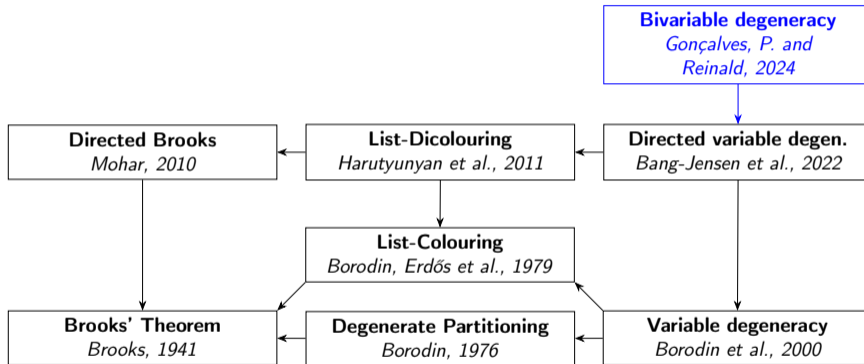 Bivariable degeneracy
Gonçalves, P. and
Reinald, 2024
Directed Brooks
Mohar, 2010
List-Dicolouring
Harutyunyan et al., 2011
Directed variable degen.
Bang-Jensen et al., 2022
List-Colouring
Borodin, Erdős et al., 1979
Brooks' Theorem
Brooks, 1941
Degenerate Partitioning
Borodin, 1976
Variable degeneracy
Borodin et al., 2000